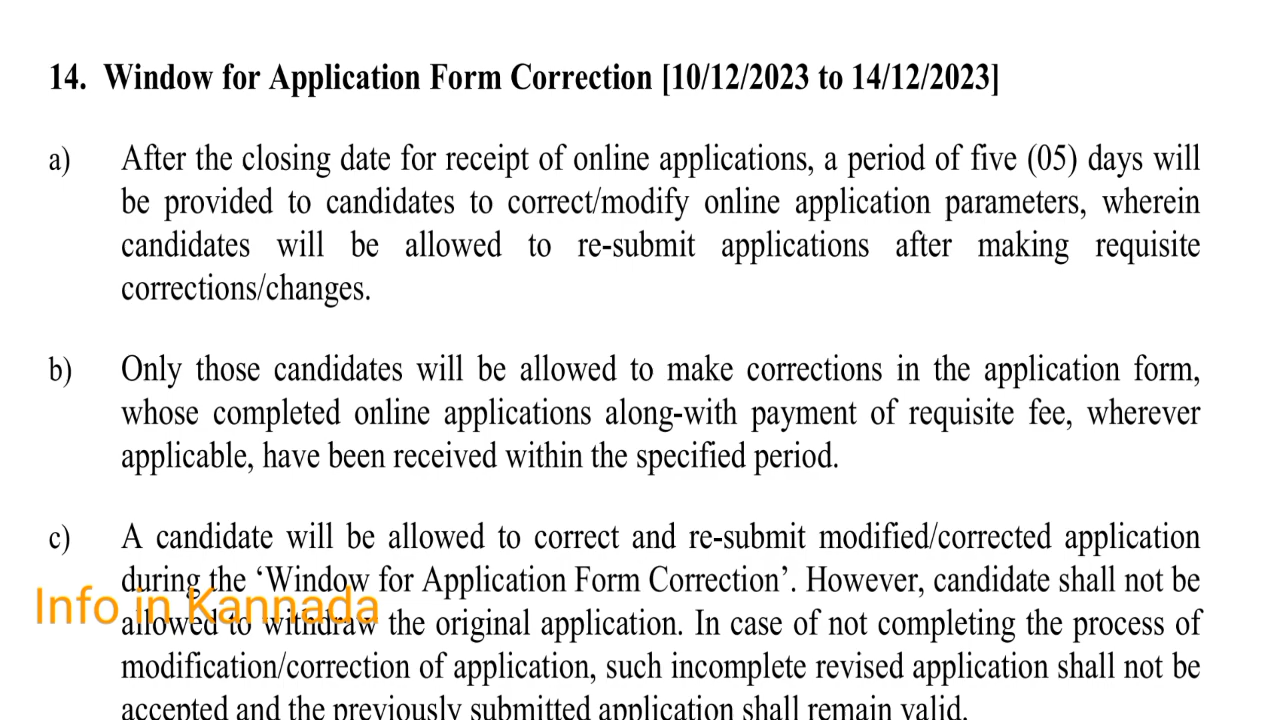 14. Window for Application Form Correction [10/12/2023 to 14/12/2023]
a) After the closing date for receipt of online applications, a period of five (05) days will
be provided to candidates to correct/modify online application parameters, wherein
candidates will be allowed to re-submit applications after making requisite
corrections/changes.
b) Only those candidates will be allowed to make corrections in the application form,
whose completed online applications along-with payment of requisite fee, wherever
applicable, have been received within the specified period.
c) A candidate will be allowed to correct and re-submit modified/corrected application
during the ‘Window for Application Form Correction’. However, candidate shall not be
Info in Kannada
allowed to withdraw the original application. In case of not completing the process of
modification/correction of application, such incomplete revised application shall not be
accepted and the previously submitted application shall remain valid.